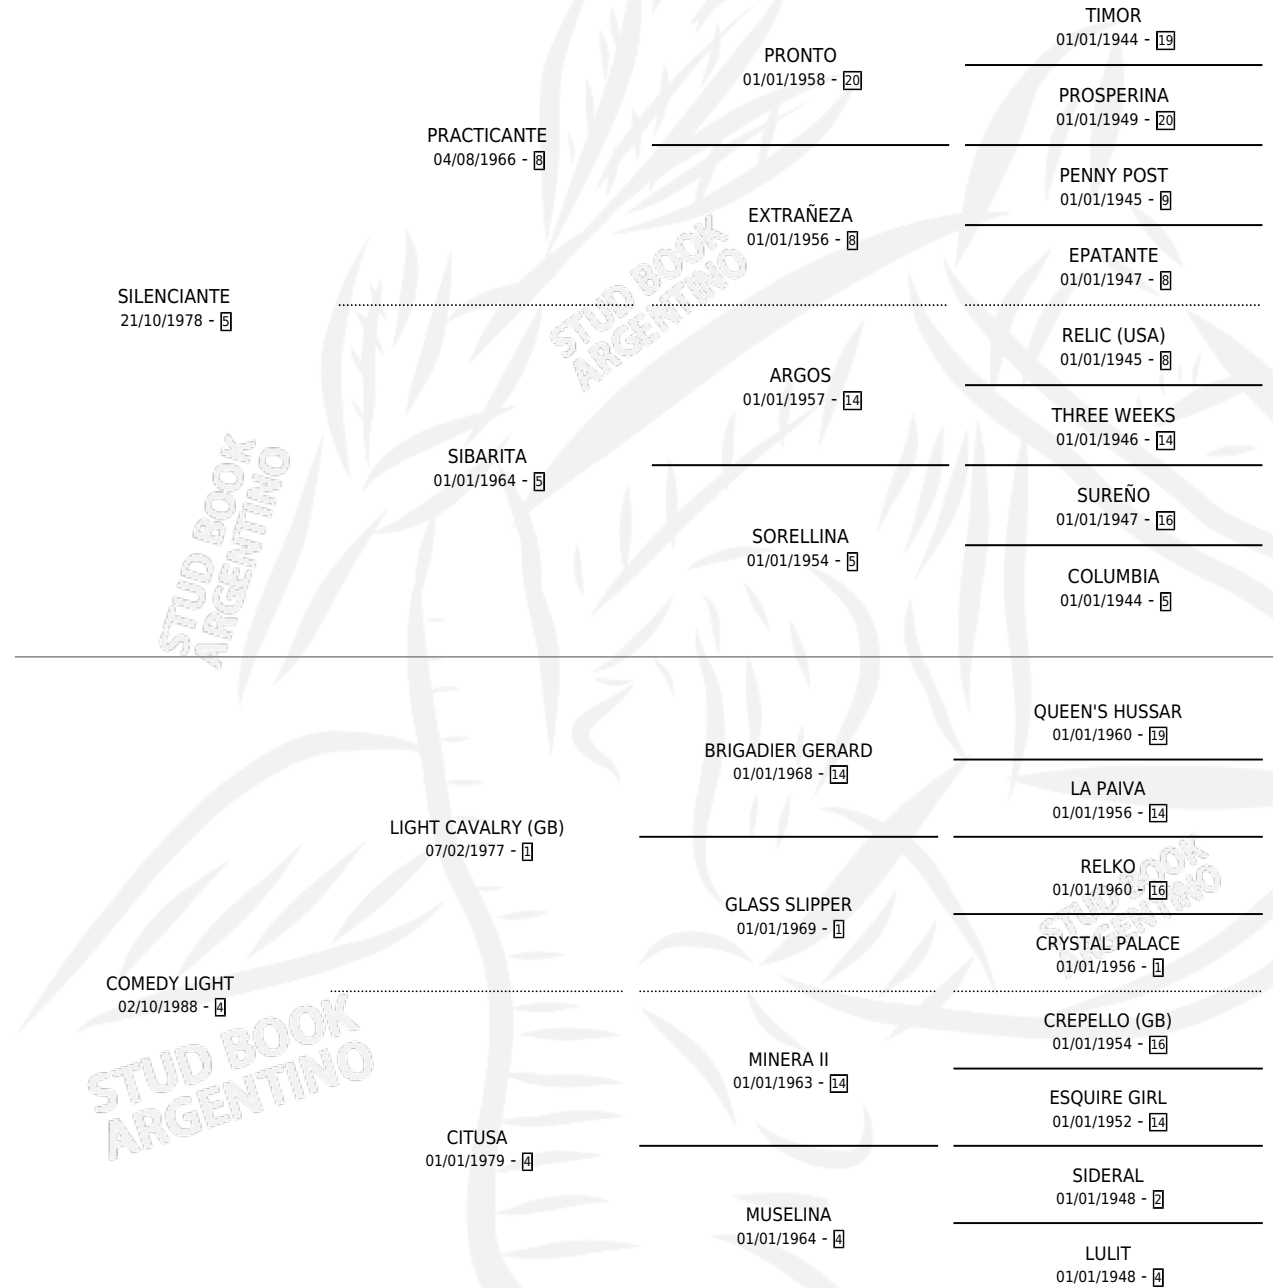 TIMOR
01/01/1944 - 19
PRONTO
01/01/1958 - 20
PROSPERINA
01/01/1949 - 20
PRACTICANTE
04/08/1966 - 8
PENNY POST
01/01/1945 - 9
EXTRAÑEZA
01/01/1956 - 8
EPATANTE
01/01/1947 - 8
SILENCIANTE
21/10/1978 - 5
RELIC (USA)
01/01/1945 - 8
ARGOS
01/01/1957 - 14
THREE WEEKS
01/01/1946 - 14
SIBARITA
01/01/1964 - 5
SUREÑO
01/01/1947 - 16
SORELLINA
01/01/1954 - 5
COLUMBIA
01/01/1944 - 5
QUEEN'S HUSSAR
01/01/1960 - 19
BRIGADIER GERARD
01/01/1968 - 14
LA PAIVA
01/01/1956 - 14
LIGHT CAVALRY (GB)
07/02/1977 - 1
RELKO
01/01/1960 - 16
GLASS SLIPPER
01/01/1969 - 1
CRYSTAL PALACE
01/01/1956 - 1
COMEDY LIGHT
02/10/1988 - 4
CREPELLO (GB)
01/01/1954 - 16
MINERA II
01/01/1963 - 14
ESQUIRE GIRL
01/01/1952 - 14
CITUSA
01/01/1979 - 4
SIDERAL
01/01/1948 - 2
MUSELINA
01/01/1964 - 4
LULIT
01/01/1948 - 4
STUD BOOK
ARGENTINO
STUD BOOK
ARGENTINO
STUD BOOK
ARGENTINO
STUD BOOK
ARGENTINO